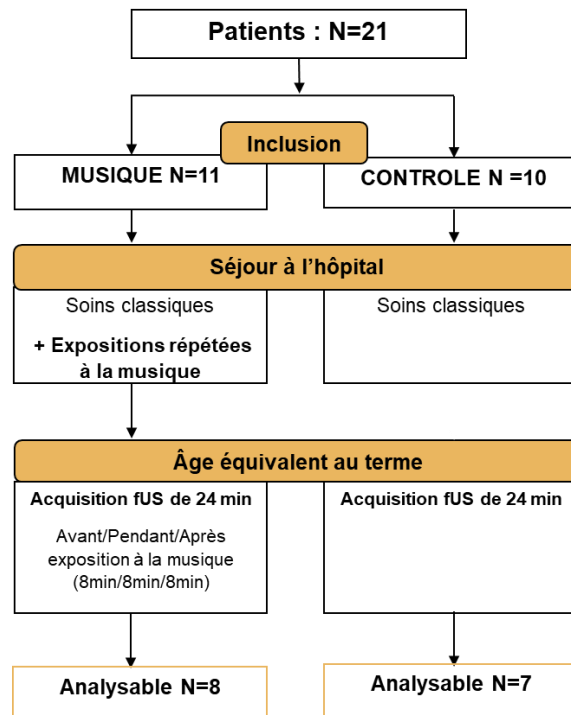 Patients : N=21
Inclusion
MUSIQUE N=11
CONTROLE N =10
Séjour à l’hôpital
Soins classiques
+ Expositions répétées
à la musique
Soins classiques
Âge équivalent au terme
Acquisition fUS de 24 min
Avant/Pendant/Après
exposition à la musique
(8min/8min/8min)
Acquisition fUS de 24 min
Analysable N=8
Analysable N=7